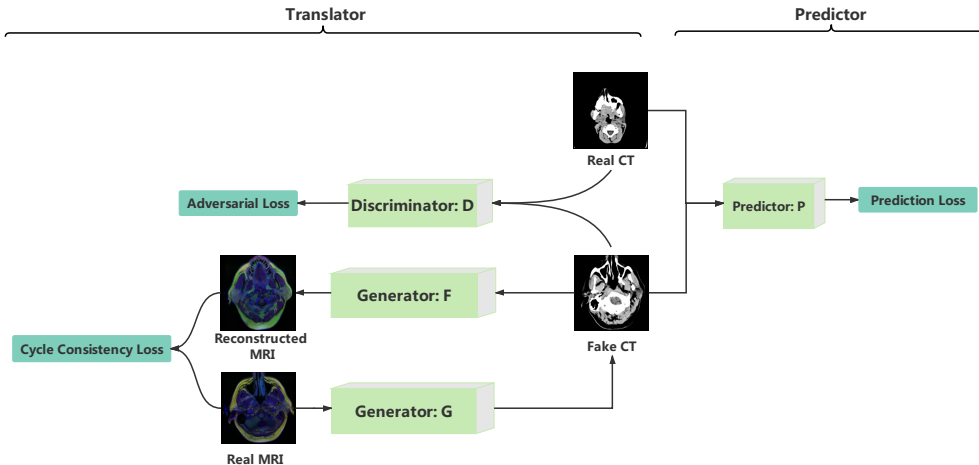 Translator
Predictor
Real CT
Adversarial Loss
Discriminator: D
Predictor: P
Prediction Loss
Generator: F
Reconstructed
MRI
Fake CT
Cycle Consistency Loss
Generator: G
Real MRI